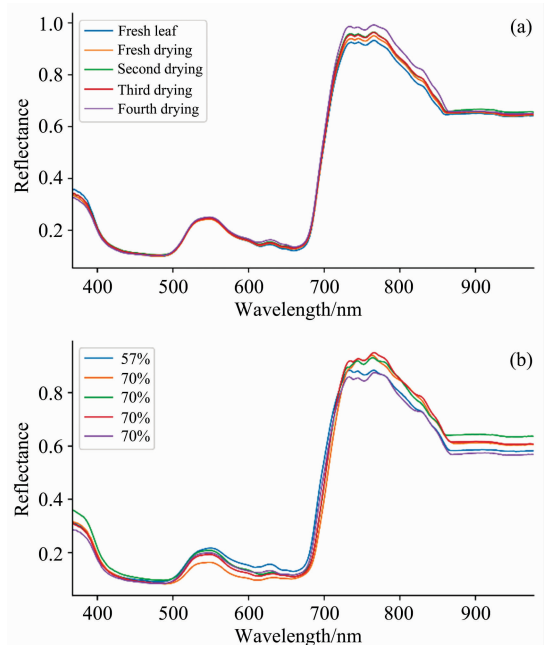 (a)
Fresh leaf
Fresh drying
Second drying
Third drying
Fourth drying
Reflectance
1.0
0.8
0.6
0.4
0.2
400 500 600 700 800 900
Wavelength/nm
(b)
57%
70%
70%
70%
70%
Reflectance
0.8
0.6
0.4
0.2
400 500 600 700 800 900
Wavelength/nm